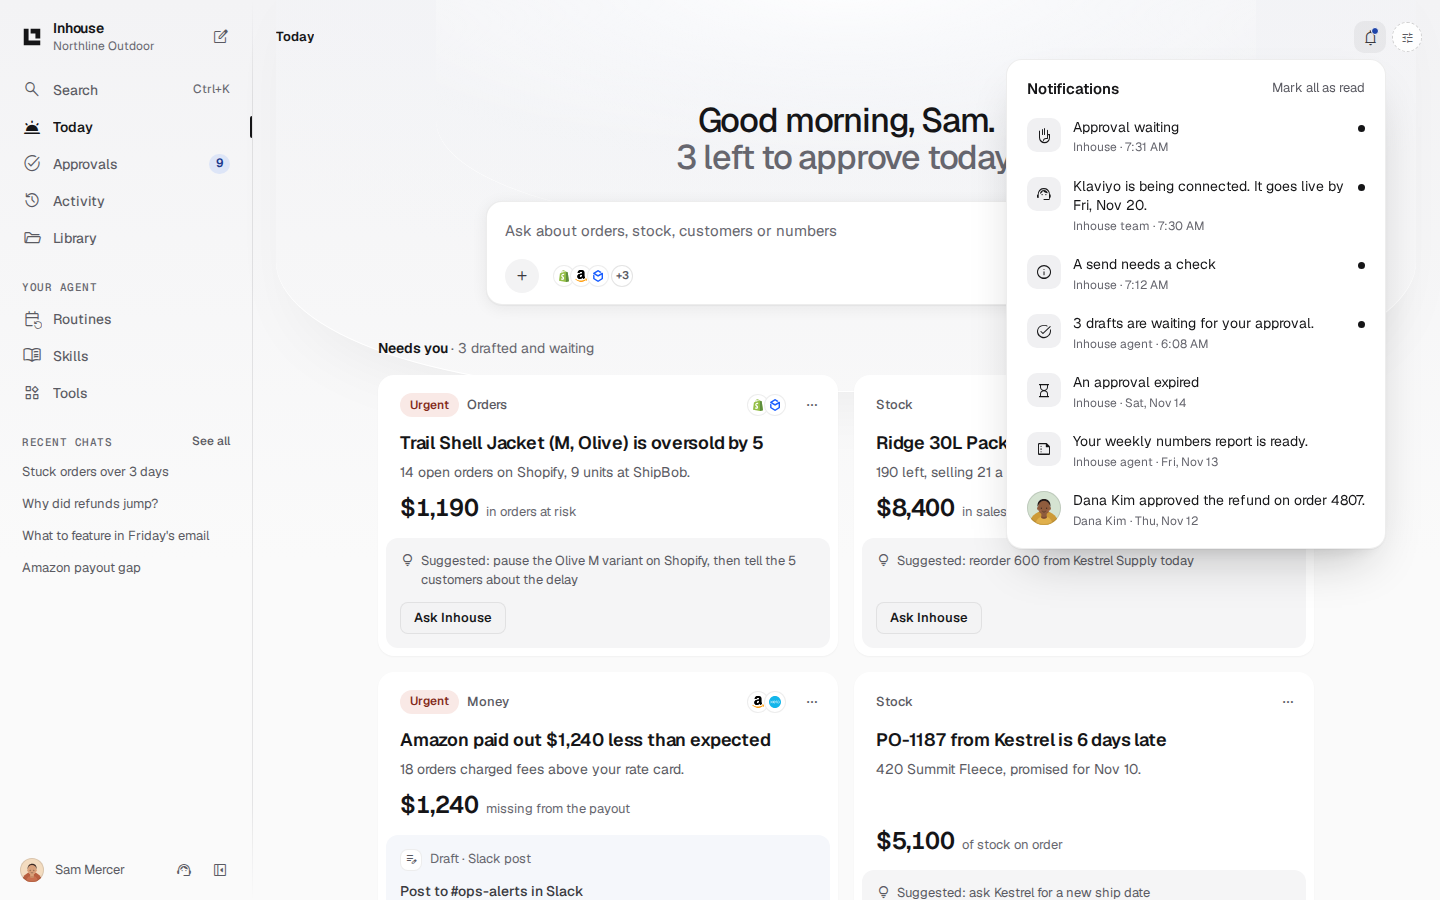 Inhouse
Northline Outdoor
Search Ctrl+K
Today
Approvals 9
Activity
Library
YOUR AGENT
Routines
Skills
Tools
RECENT CHATS See all
Stuck orders over 3 days
Why did refunds jump?
What to feature in Friday's email
Amazon payout gap
Sam Mercer
Today
Good morning, Sam.
3 left to approve today
Ask about orders, stock, customers or numbers
+3
Needs you · 3 drafted and waiting
Urgent Orders
Trail Shell Jacket (M, Olive) is oversold by 5
14 open orders on Shopify, 9 units at ShipBob.
$1,190 in orders at risk
Suggested: pause the Olive M variant on Shopify, then tell the 5
customers about the delay
Ask Inhouse
Stock
Ridge 30L Pack
190 left, selling 21 a
$8,400 in sales
Suggested: reorder 600 from Kestrel Supply today
Ask Inhouse
Urgent Money
Amazon paid out $1,240 less than expected
18 orders charged fees above your rate card.
$1,240 missing from the payout
Draft · Slack post
Post to #ops-alerts in Slack
Stock
PO-1187 from Kestrel is 6 days late
420 Summit Fleece, promised for Nov 10.
$5,100 of stock on order
Suggested: ask Kestrel for a new ship date
Notifications Mark all as read
Approval waiting
Inhouse · 7:31 AM
Klaviyo is being connected. It goes live by
Fri, Nov 20.
Inhouse team · 7:30 AM
A send needs a check
Inhouse · 7:12 AM
3 drafts are waiting for your approval.
Inhouse agent · 6:08 AM
An approval expired
Inhouse · Sat, Nov 14
Your weekly numbers report is ready.
Inhouse agent · Fri, Nov 13
Dana Kim approved the refund on order 4807.
Dana Kim · Thu, Nov 12